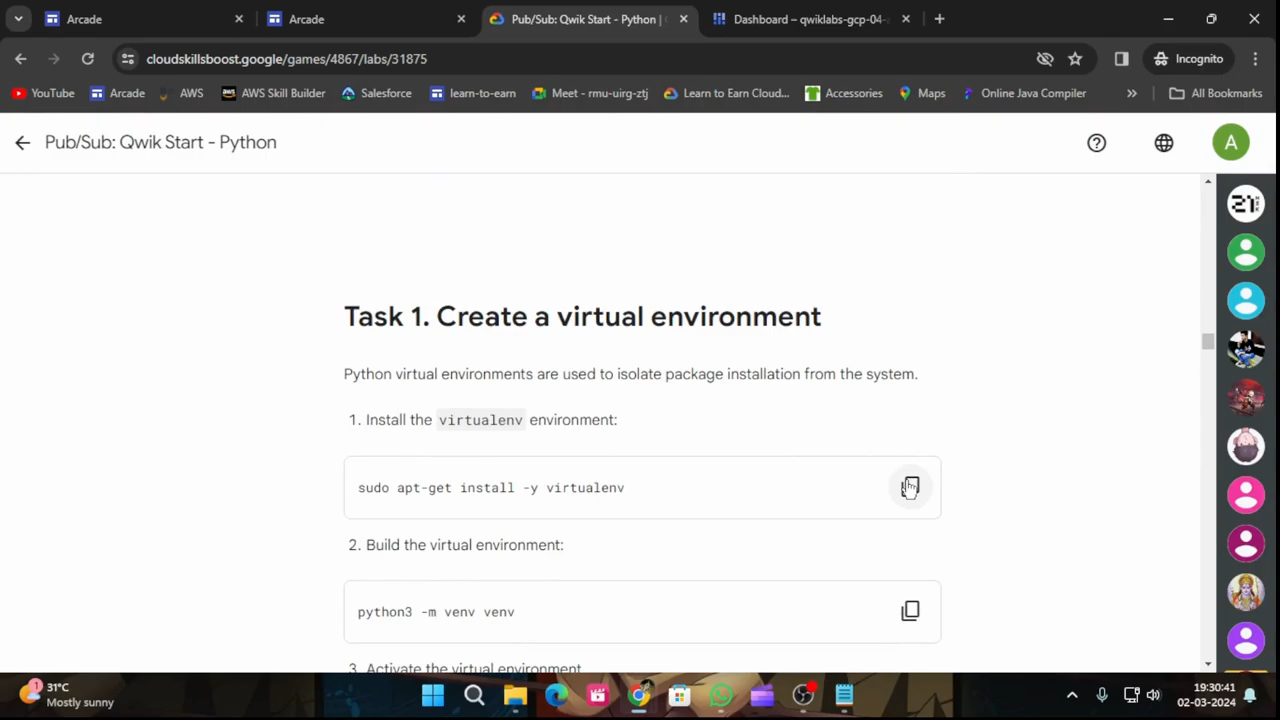 Arcade
Arcade
Pub/Sub: Qwik Start - Python |
Dashboard – qwiklabs-gcp-04-
cloudskillsboost.google/games/4867/labs/31875
Incognito
YouTube
Arcade
AWS
AWS Skill Builder
Salesforce
learn-to-earn
Meet - rmu-uirg-ztj
Learn to Earn Cloud...
Accessories
Maps
Online Java Compiler
All Bookmarks
Pub/Sub: Qwik Start - Python
A
21
Task 1. Create a virtual environment
Python virtual environments are used to isolate package installation from the system.
1. Install the virtualenv environment:
sudo apt-get install -y virtualenv
2. Build the virtual environment:
python3 -m venv venv
3. Activate the virtual environment.
1
31°C
Mostly sunny
19:30:41
02-03-2024